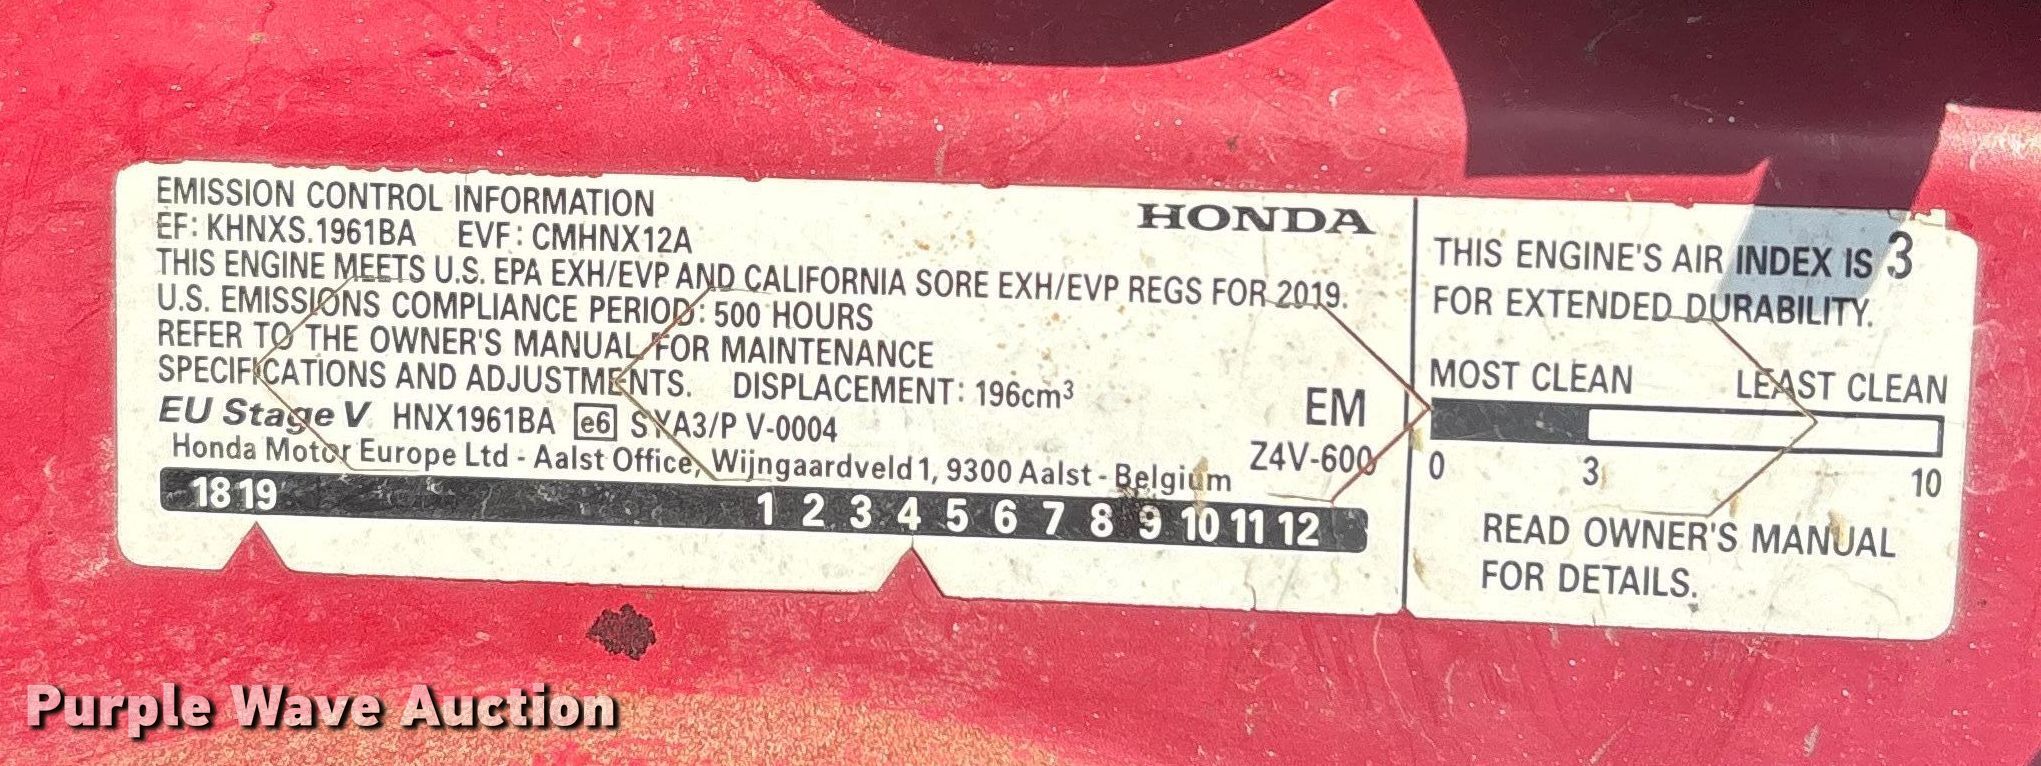 EMISSION CONTROL INFORMATION
HONDA
EF: KHNXS.1961BA EVF: CMHNX12A
THIS ENGINE MEETS U.S. EPA EXH/EVP AND CALIFORNIA SORE EXH/EVP REGS FOR 2019.
U.S. EMISSIONS COMPLIANCE PERIOD: 500 HOURS
REFER TO THE OWNER'S MANUAL FOR MAINTENANCE
SPECIFICATIONS AND ADJUSTMENTS. DISPLACEMENT: 196cm³
EU Stage V HNX1961BA e6 SYA3/P V-0004
Honda Motor Europe Ltd - Aalst Office, Wijngaardveld 1, 9300 Aalst - Belgium
EM
Z4V-600
18 19 1 2 3 4 5 6 7 8 9 10 11 12
THIS ENGINE'S AIR INDEX IS 3
FOR EXTENDED DURABILITY.
MOST CLEAN LEAST CLEAN
0 3 10
READ OWNER'S MANUAL
FOR DETAILS.
Purple Wave Auction